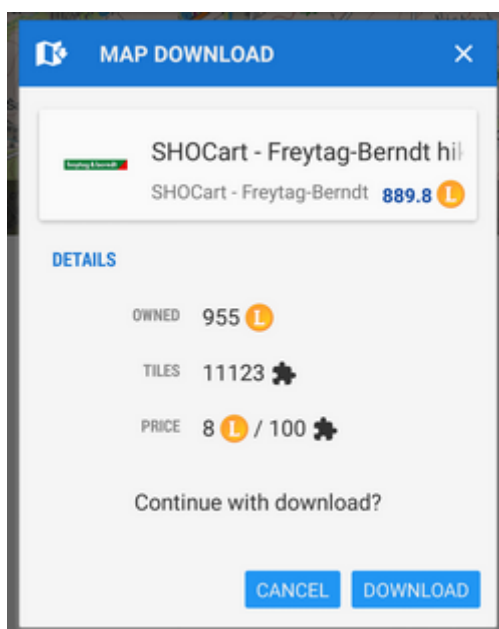 MAP DOWNLOAD
SHOCart - Freytag-Berndt hi
SHOCart - Freytag-Berndt 889.8 L
DETAILS
OWNED 955 L
TILES 11123
PRICE 8 L / 100
Continue with download?
CANCEL DOWNLOAD